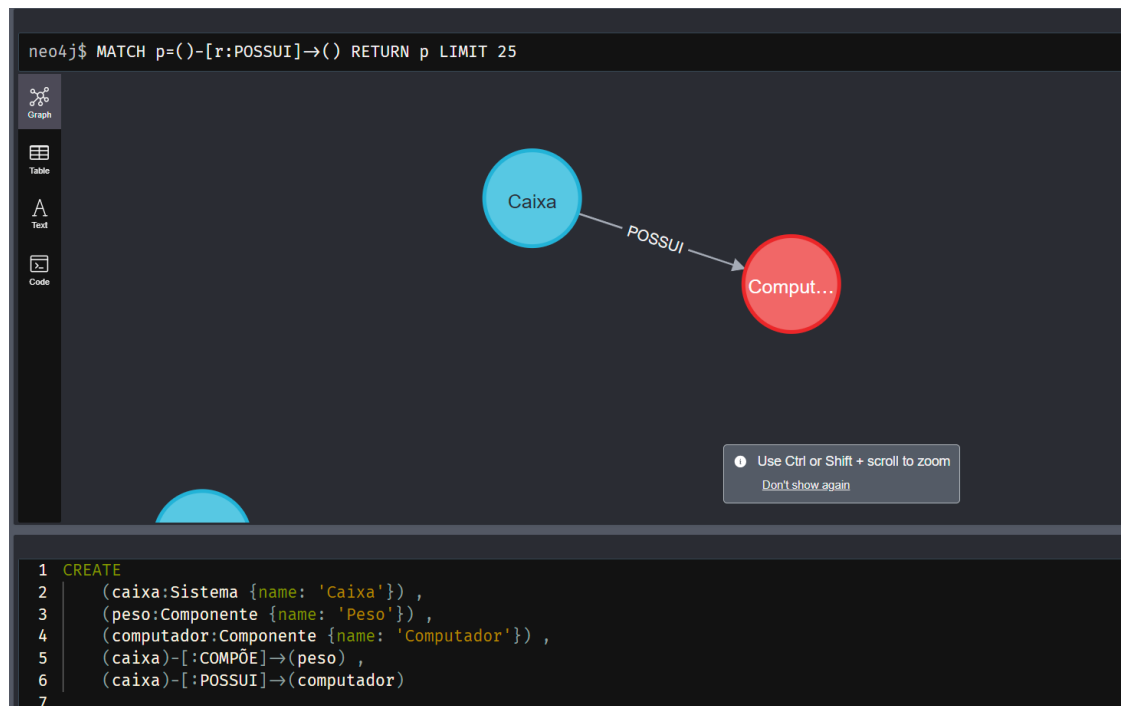 neo4j$ MATCH p=()-[r:POSSUI]→() RETURN p LIMIT 25
Graph
Table
Text
Code
Caixa
POSSUI
Comput...
Use Ctrl or Shift + scroll to zoom
Don't show again
1 CREATE
2 (caixa:Sistema {name: 'Caixa'}) ,
3 (peso:Componente {name: 'Peso'}) ,
4 (computador:Componente {name: 'Computador'}) ,
5 (caixa)-[:COMPÕE]→(peso) ,
6 (caixa)-[:POSSUI]→(computador)
7